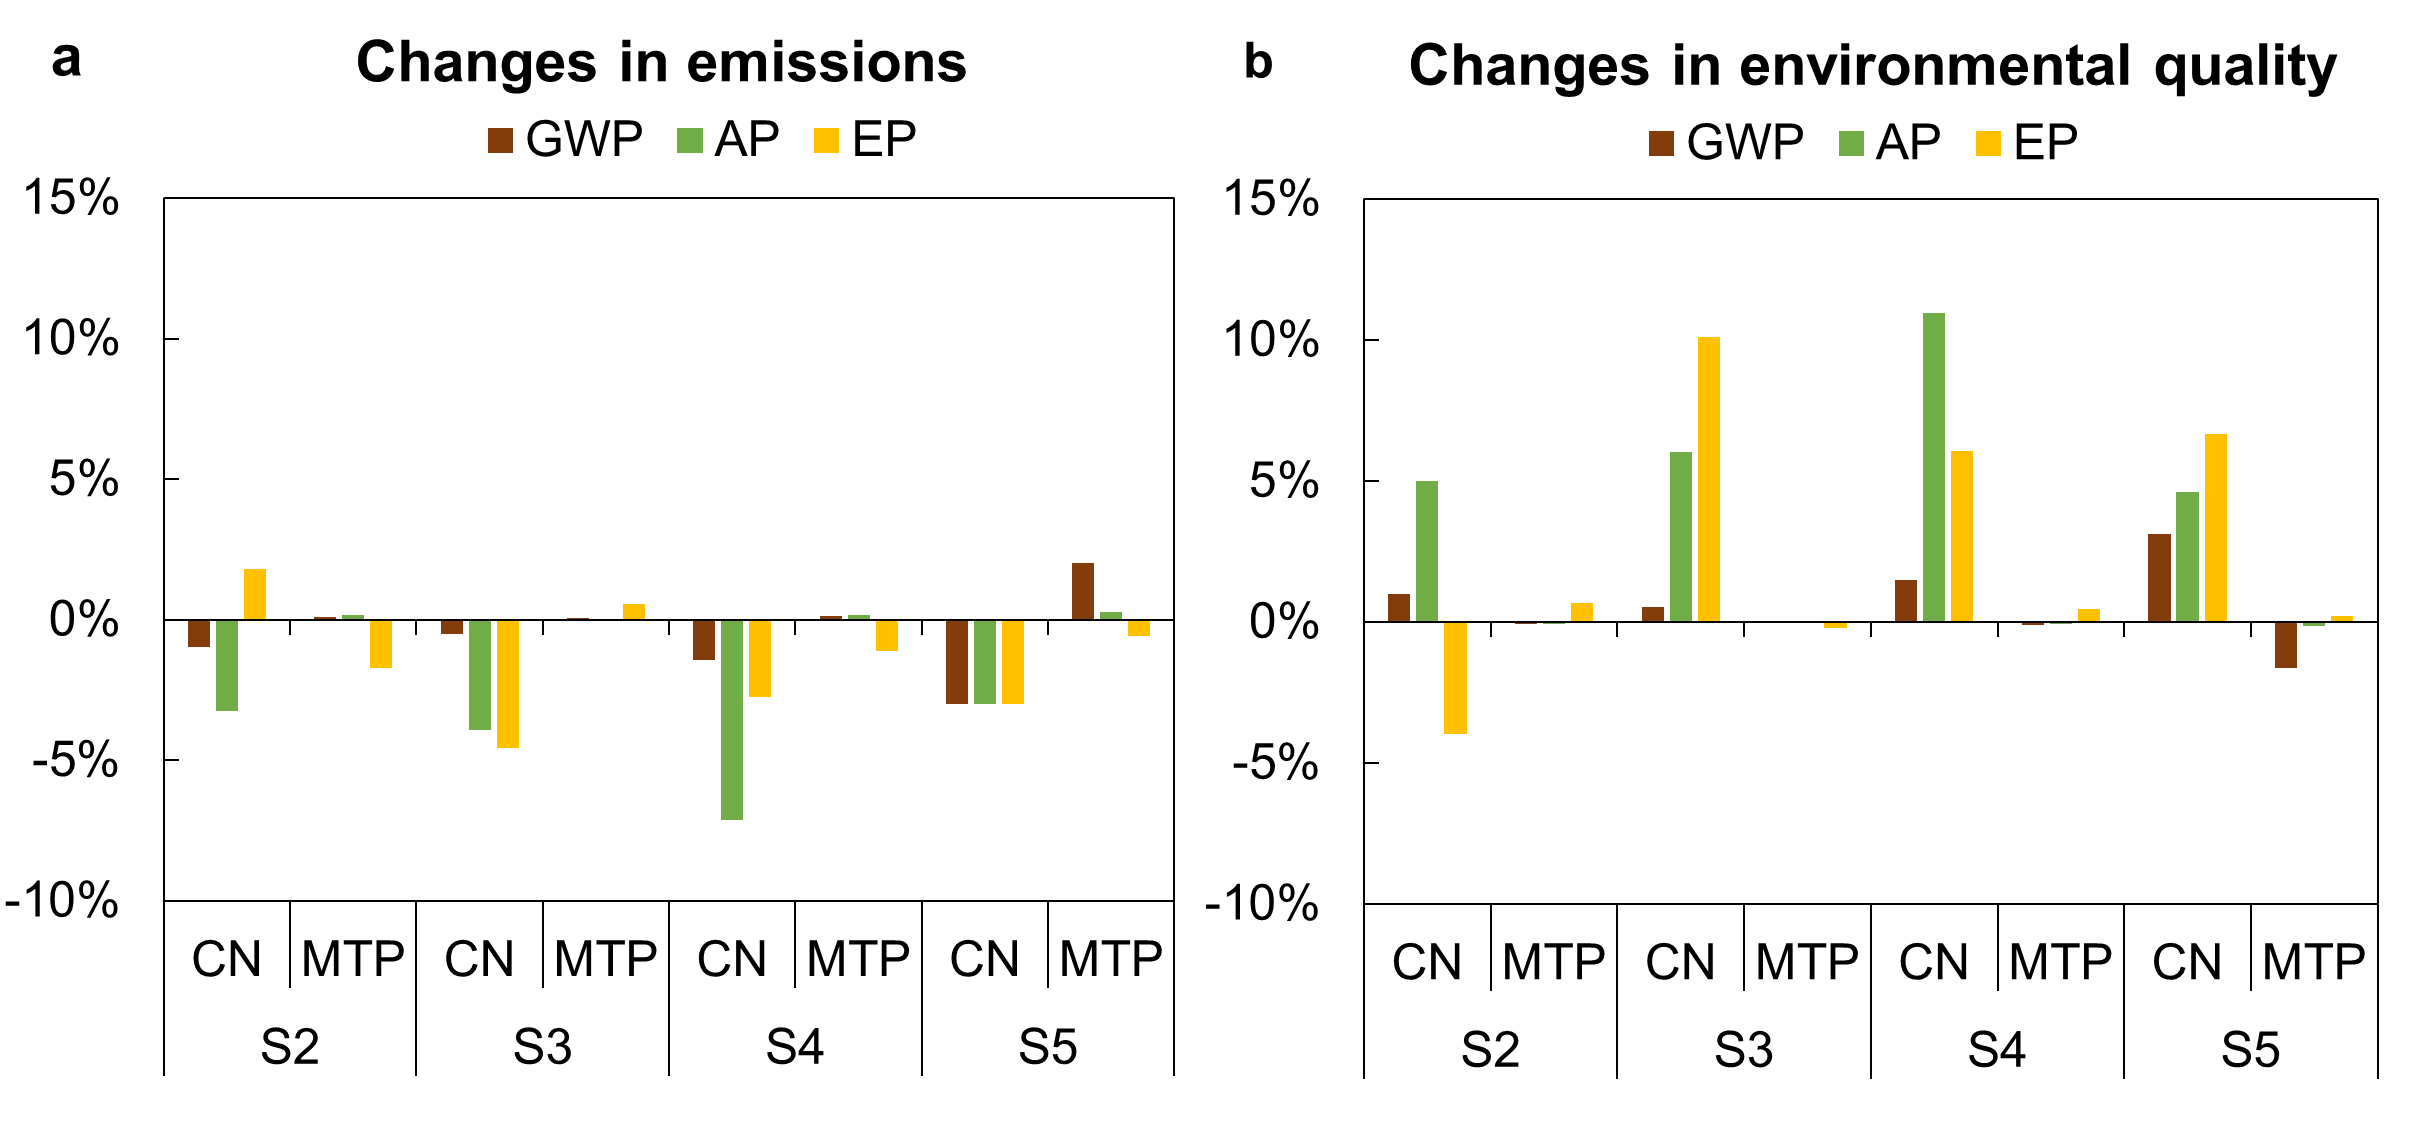 a Changes in emissions
GWP AP EP
15%
10%
5%
0%
-5%
-10%
CN MTP CN MTP CN MTP CN MTP
S2 S3 S4 S5
b Changes in environmental quality
GWP AP EP
15%
10%
5%
0%
-5%
-10%
CN MTP CN MTP CN MTP CN MTP
S2 S3 S4 S5